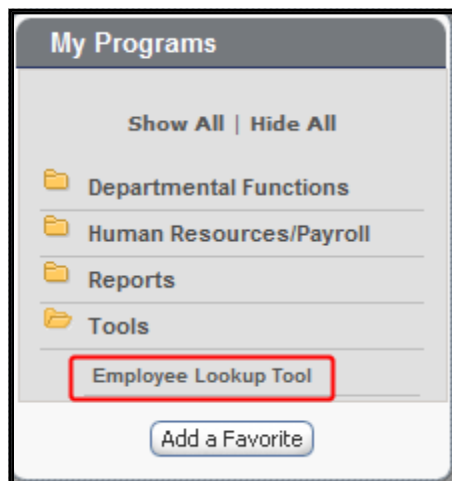 My Programs
Show All | Hide All
Departmental Functions
Human Resources/Payroll
Reports
Tools
Employee Lookup Tool
Add a Favorite